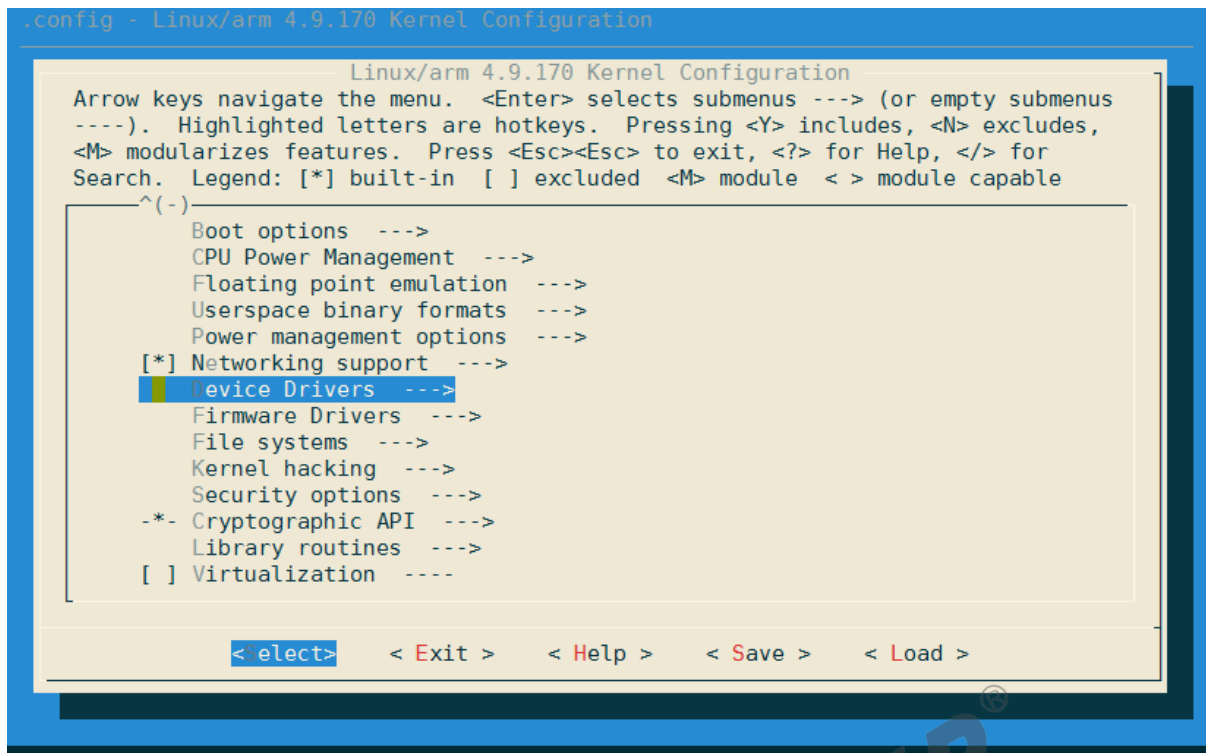 .config - Linux/arm 4.9.170 Kernel Configuration
Linux/arm 4.9.170 Kernel Configuration
Arrow keys navigate the menu.  <Enter> selects submenus ---> (or empty submenus
----).  Highlighted letters are hotkeys.  Pressing <Y> includes, <N> excludes,
<M> modularizes features.  Press <Esc><Esc> to exit, <?> for Help, </> for
Search.  Legend: [*] built-in  [ ] excluded  <M> module  < > module capable
^(-)
Boot options  --->
CPU Power Management  --->
Floating point emulation  --->
Userspace binary formats  --->
Power management options  --->
[*] Networking support  --->
Device Drivers  --->
Firmware Drivers  --->
File systems  --->
Kernel hacking  --->
Security options  --->
-*- Cryptographic API  --->
Library routines  --->
[ ] Virtualization  ----
<Select>    < Exit >    < Help >    < Save >    < Load >
®